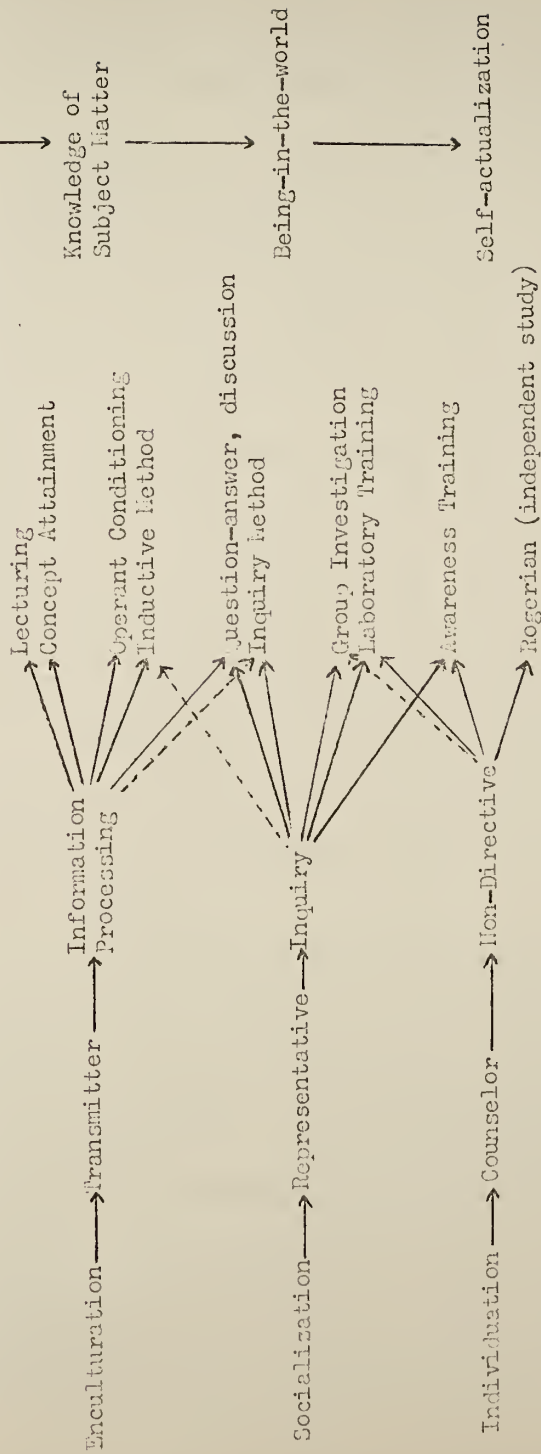 Enculturation
Transmitter
Information
Processing
Lecturing
Concept Attainment
Operant Conditioning
Inductive Method
Question-answer, discussion
Inquiry Method
Knowledge of
Subject Matter
Socialization
Representative
Inquiry
Group Investigation
Laboratory Training
Awareness Training
Being-in-the-world
Individuation
Counselor
Non-Directive
Rogerian (independent study)
Self-actualization